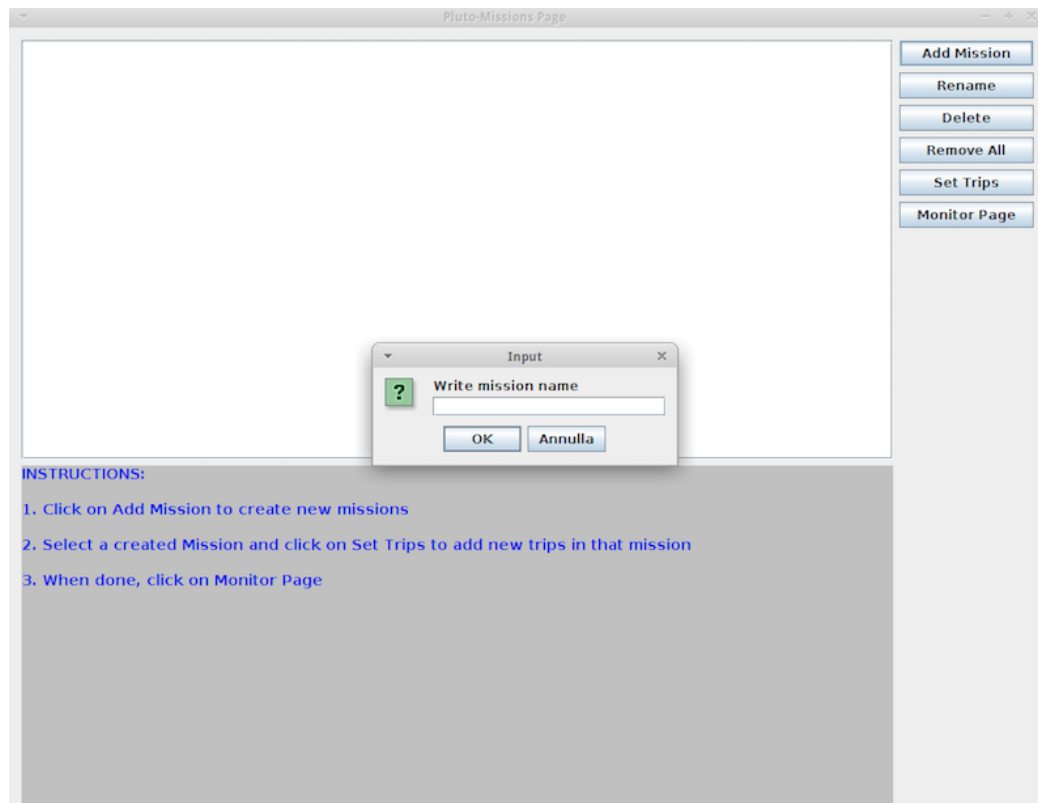 Pluto-Missions Page
Add Mission
Rename
Delete
Remove All
Set Trips
Monitor Page
Input
?
Write mission name
OK
Annulla
INSTRUCTIONS:
1. Click on Add Mission to create new missions
2. Select a created Mission and click on Set Trips to add new trips in that mission
3. When done, click on Monitor Page